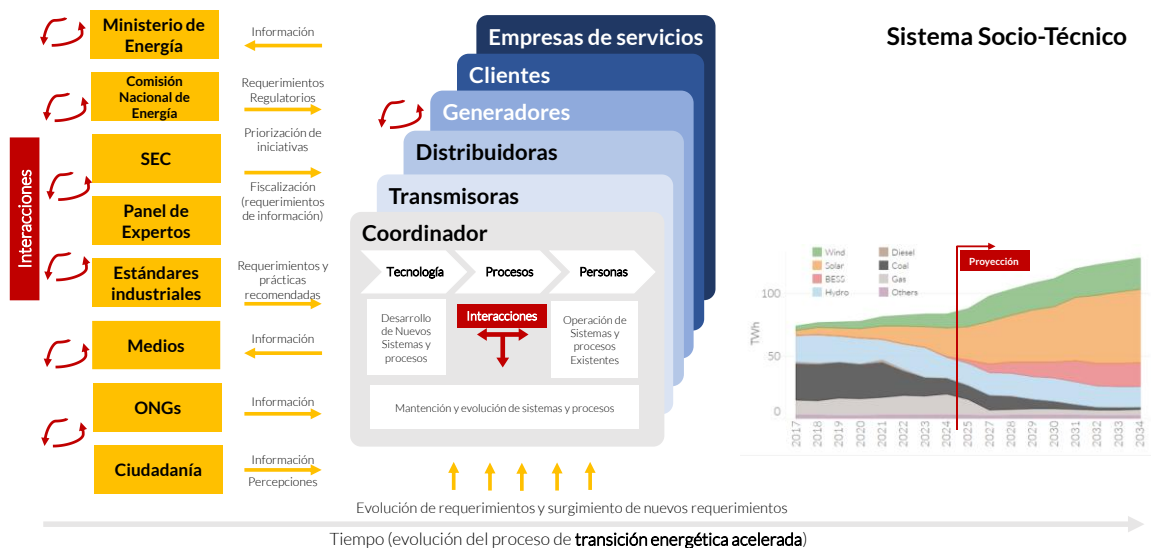 Sistema Socio-Técnico
Interacciones
Ministerio de
Energía
Comisión
Nacional de
Energía
SEC
Panel de
Expertos
Estándares
industriales
Medios
ONGs
Ciudadanía
Información
Requerimientos
Regulatorios
Priorización de
iniciativas
Fiscalización
(requerimientos
de información)
Requerimientos y
prácticas
recomendadas
Información
Información
Información
Percepciones
Empresas de servicios
Clientes
Generadores
Distribuidoras
Transmisoras
Coordinador
Tecnología
Procesos
Personas
Desarrollo
de Nuevos
Sistemas y
procesos
Interacciones
Operación de
Sistemas y
procesos
Existentes
Mantención y evolución de sistemas y procesos
Wind
Solar
BESS
Hydro
Diesel
Coal
Gas
Others
Proyección
TWh
100
50
0
2017
2018
2019
2020
2021
2022
2023
2024
2025
2027
2028
2029
2030
2031
2032
2033
2034
Evolución de requerimientos y surgimiento de nuevos requerimientos
Tiempo (evolución del proceso de transición energética acelerada)